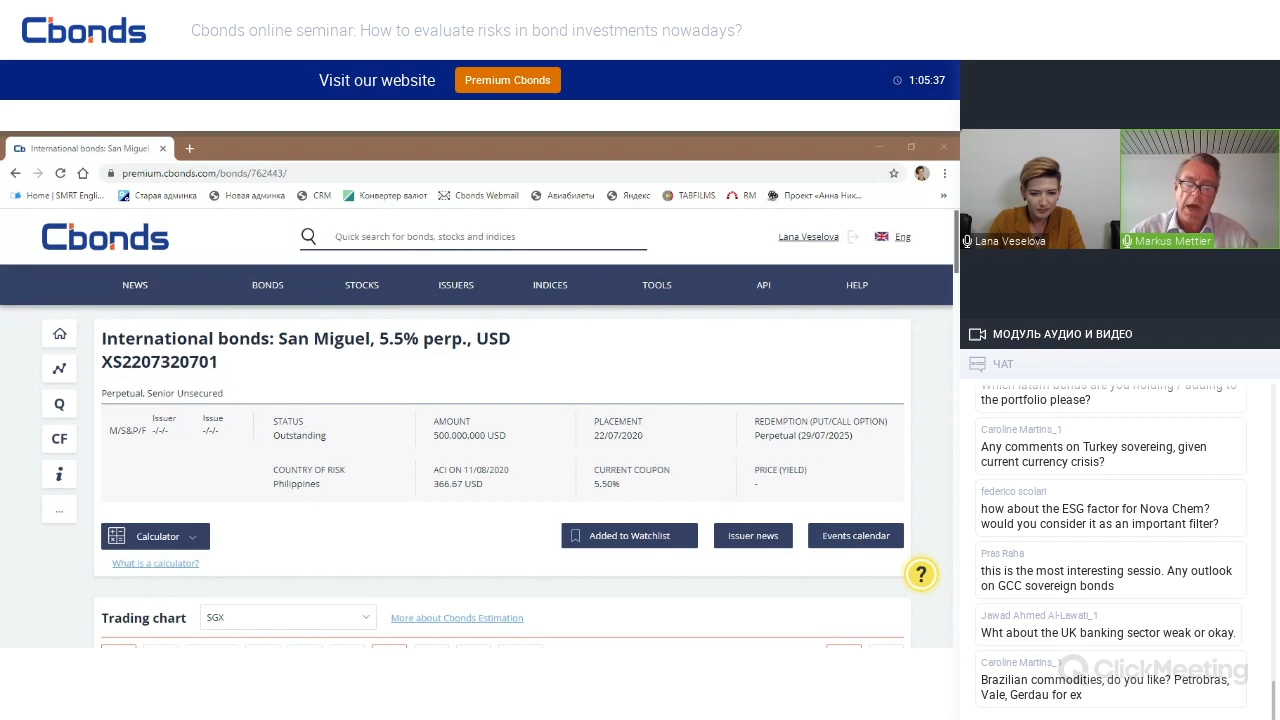 Cbonds
Cbonds online seminar: How to evaluate risks in bond investments nowadays?
Visit our website
Premium Cbonds
1:05:37
Cb International bonds: San Miguel
premium.cbonds.com/bonds/762443/
Home | SMRT Engli...
Старая админка
Новая админка
CRM
Конвертер валют
Cbonds Webmail
Авиабилеты
Яндекс
TABFILMS
RM
Проект «Анна Ник...
»
Cbonds
Quick search for bonds, stocks and indices
Lana Veselova
Eng
NEWS
BONDS
STOCKS
ISSUERS
INDICES
TOOLS
API
HELP
Q
CF
i
...
International bonds: San Miguel, 5.5% perp., USD
XS2207320701
Perpetual, Senior Unsecured
Issuer
Issue
M/S&P/F
-/-/-
-/-/-
STATUS
Outstanding
AMOUNT
500.000.000 USD
PLACEMENT
22/07/2020
REDEMPTION (PUT/CALL OPTION)
Perpetual (29/07/2025)
COUNTRY OF RISK
Philippines
ACI ON 11/08/2020
366.67 USD
CURRENT COUPON
5.50%
PRICE (YIELD)
-
Calculator
Added to Watchlist
Issuer news
Events calendar
What is a calculator?
?
Trading chart
SGX
More about Cbonds Estimation
Lana Veselova
Markus Mettier
МОДУЛЬ АУДИО И ВИДЕО
ЧАТ
Which latam bonds are you holding / adding to
the portfolio please?
Caroline Martins_1
Any comments on Turkey sovereing, given
current currency crisis?
federico scolari
how about the ESG factor for Nova Chem?
would you consider it as an important filter?
Pras Raha
this is the most interesting sessio. Any outlook
on GCC sovereign bonds
Jawad Ahmed Al-Lawati_1
Wht about the UK banking sector weak or okay.
Caroline Martins_1
Brazilian commodities, do you like? Petrobras,
Vale, Gerdau for ex
ClickMeeting